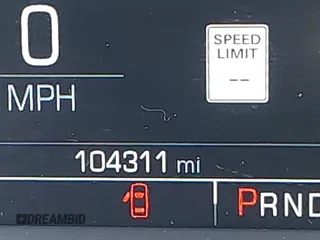 0
MPH
SPEED
LIMIT
--
104311 mi
PRND
DREAMBID